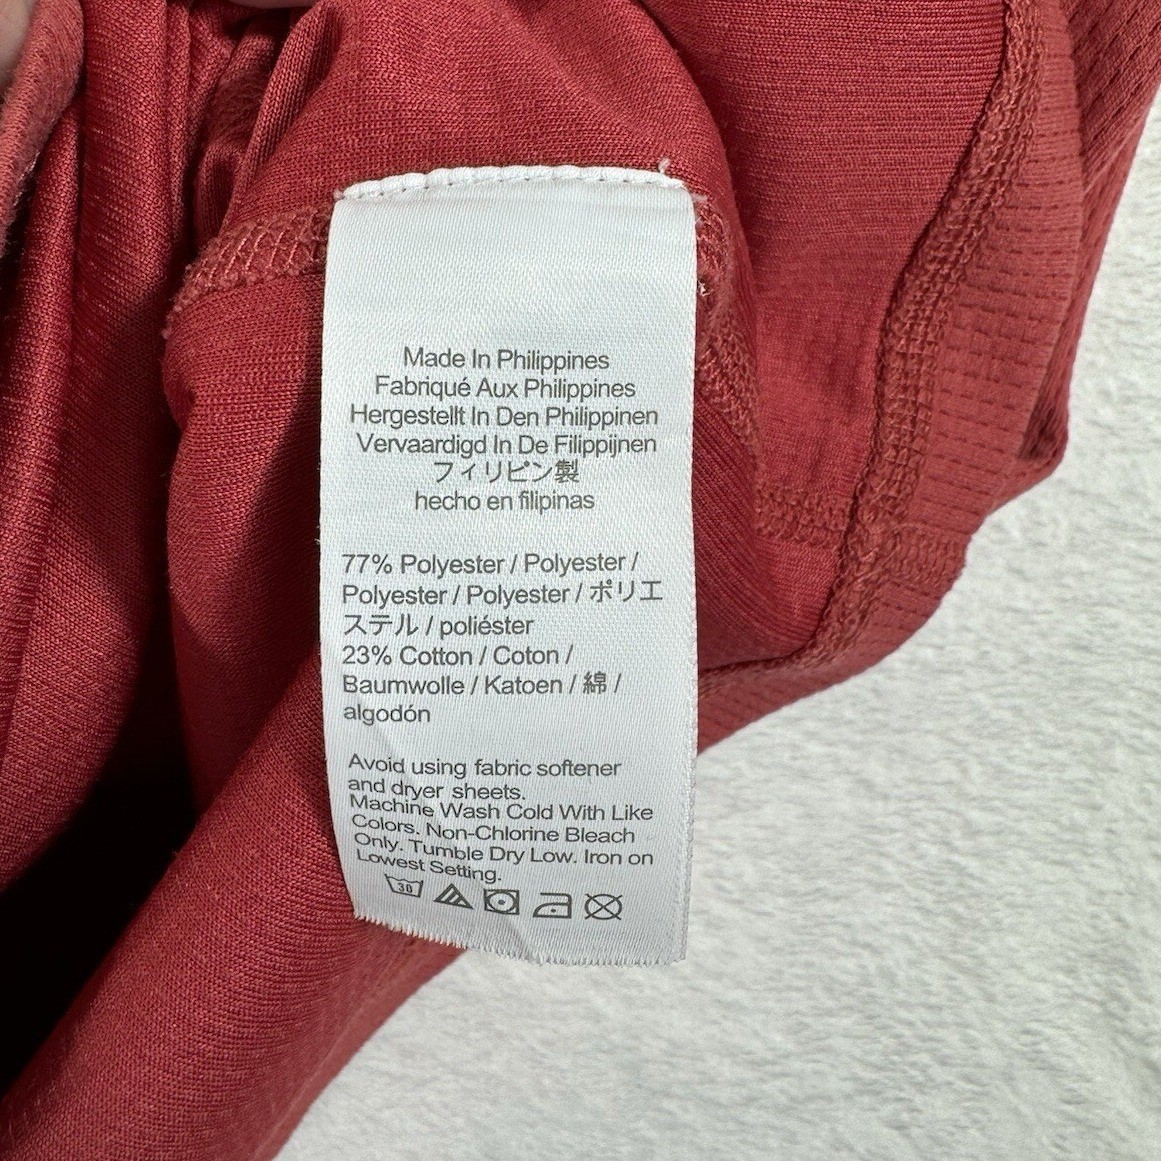 Made In Philippines
Fabriqué Aux Philippines
Hergestellt In Den Philippinen
Vervaardigd In De Filippijnen
フィリピン製
hecho en filipinas
77% Polyester / Polyester /
Polyester / Polyester / ポリエ
ステル / poliéster
23% Cotton / Coton /
Baumwolle / Katoen / 綿 /
algodón
Avoid using fabric softener
and dryer sheets.
Machine Wash Cold With Like
Colors. Non-Chlorine Bleach
Only. Tumble Dry Low. Iron on
Lowest Setting.
30